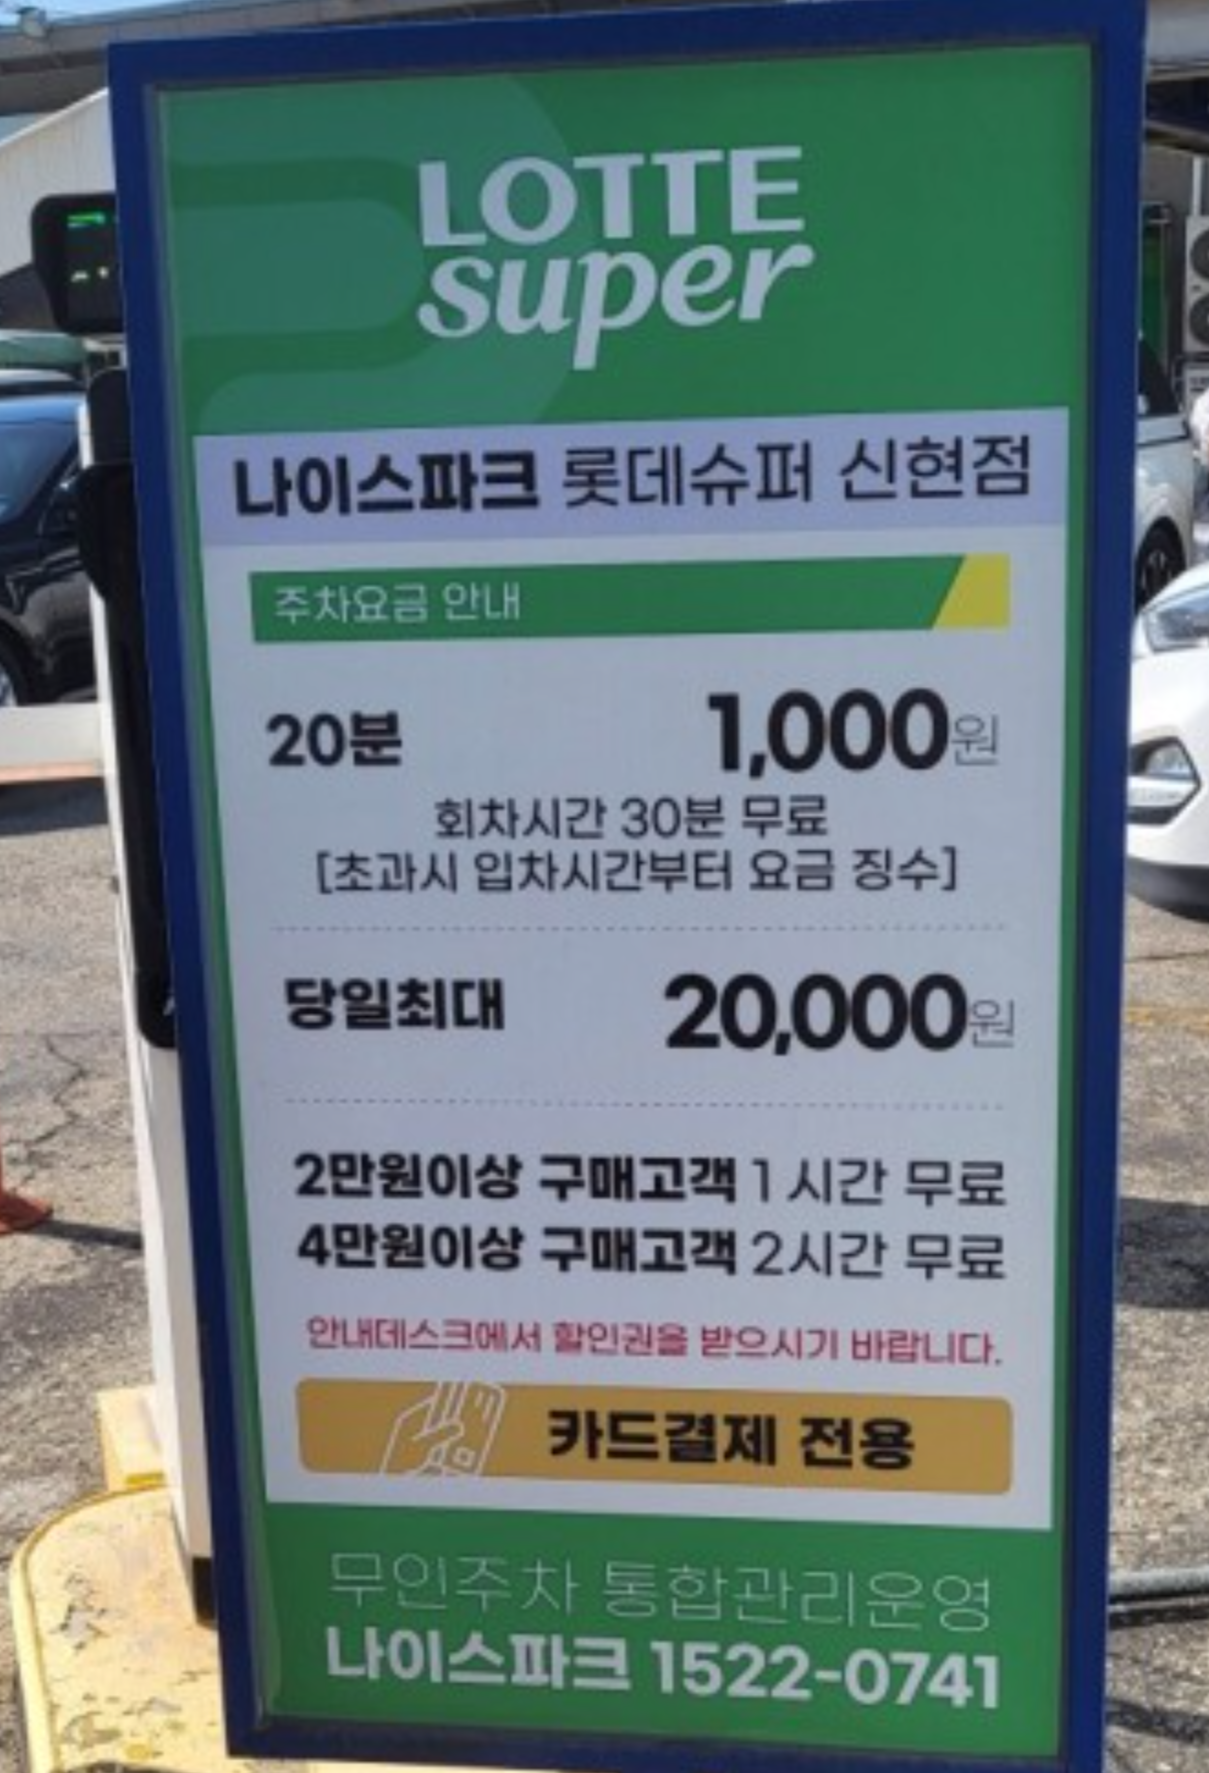 LOTTE
super
나이스파크 롯데슈퍼 신현점
주차요금 안내
20분 1,000원
회차시간 30분 무료
[초과시 입차시간부터 요금 징수]
당일최대 20,000원
2만원이상 구매고객 1시간 무료
4만원이상 구매고객 2시간 무료
안내데스크에서 할인권을 받으시기 바랍니다.
카드결제 전용
무인주차 통합관리운영
나이스파크 1522-0741